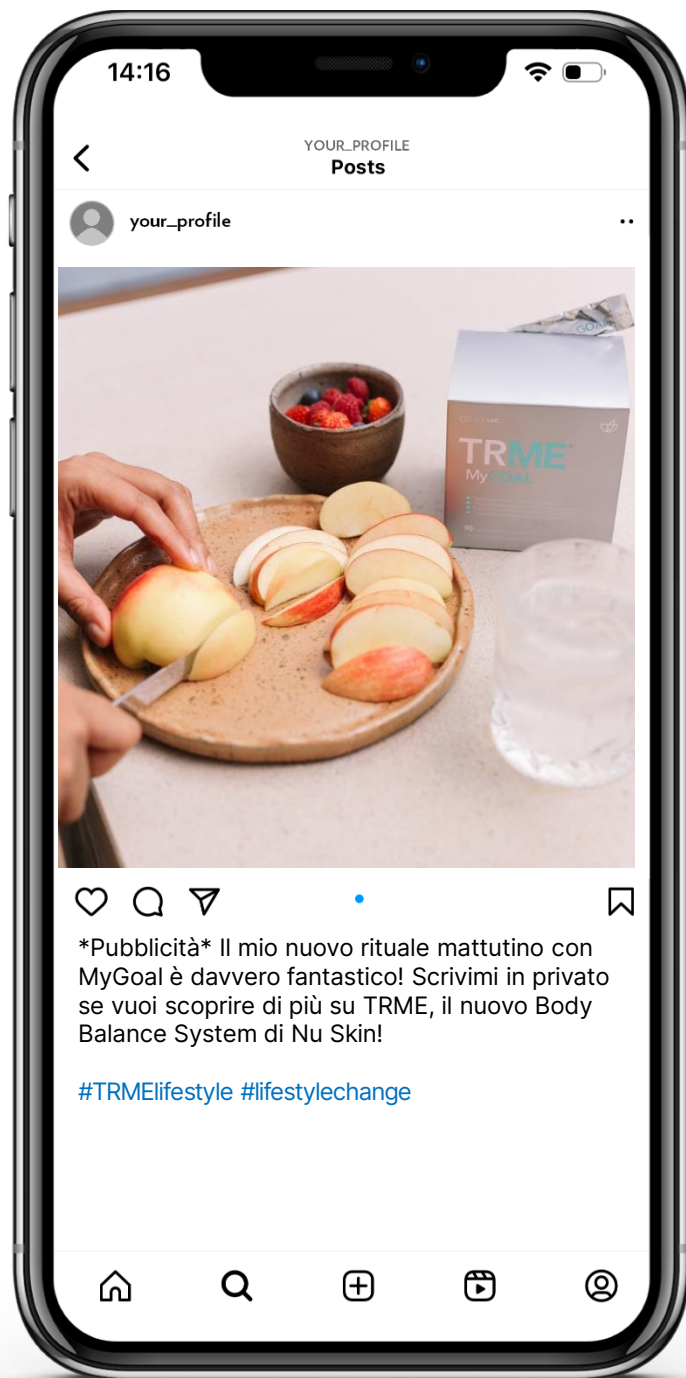 14:16
YOUR_PROFILE
Posts
your_profile
GOAL
TRME
MyGOAL
*Pubblicità* Il mio nuovo rituale mattutino con
MyGoal è davvero fantastico! Scrivimi in privato
se vuoi scoprire di più su TRME, il nuovo Body
Balance System di Nu Skin!
#TRMElifestyle #lifestylechange